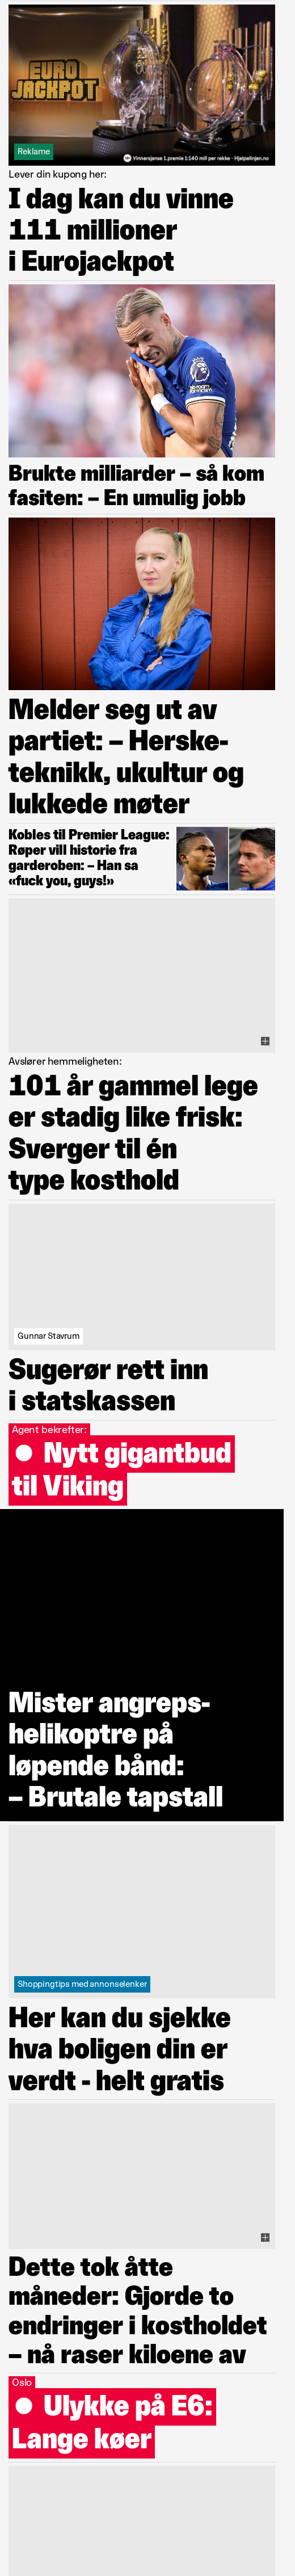 EURO
JACKPOT
Reklame
Vinnersjanse 1.premie 1:140 mill per rekke - Hjelpelinjen.no
Lever din kupong her:
I dag kan du vinne
111 millioner
i Eurojackpot
Brukte milliarder – så kom
fasiten: – En umulig jobb
Melder seg ut av
partiet: – Herske-
teknikk, ukultur og
lukkede møter
Kobles til Premier League:
Røper vill historie fra
garderoben: – Han sa
«fuck you, guys!»
Avslører hemmeligheten:
101 år gammel lege
er stadig like frisk:
Sverger til én
type kosthold
Gunnar Stavrum
Sugerør rett inn
i statskassen
Agent bekrefter:
Nytt gigantbud
til Viking
Mister angreps-
helikoptre på
løpende bånd:
– Brutale tapstall
Shoppingtips med annonselenker
Her kan du sjekke
hva boligen din er
verdt - helt gratis
Dette tok åtte
måneder: Gjorde to
endringer i kostholdet
– nå raser kiloene av
Oslo
Ulykke på E6:
Lange køer